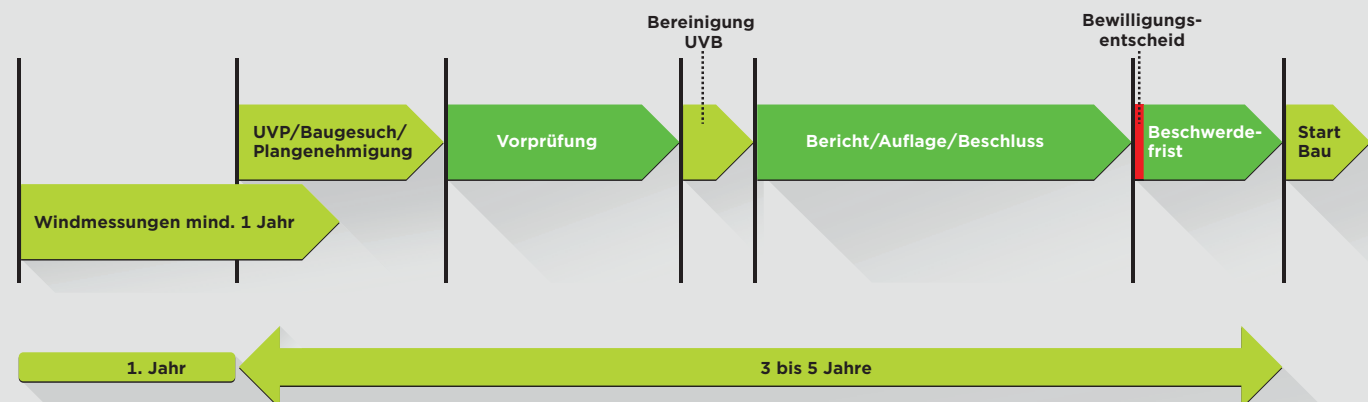 Bereinigung
UVB
Bewilligungs-
entscheid
UVP/Baugesuch/
Plangenehmigung
Vorprüfung
Bericht/Auflage/Beschluss
Beschwerde-
frist
Start
Bau
Windmessungen mind. 1 Jahr
1. Jahr
3 bis 5 Jahre